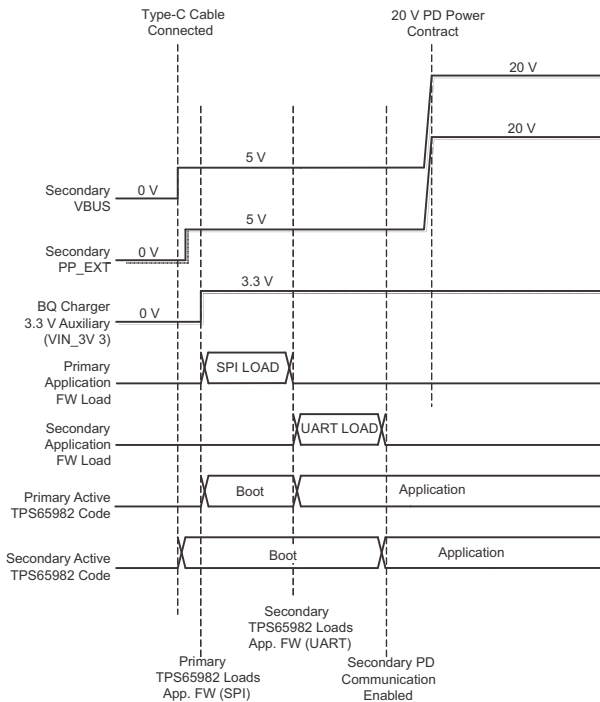 Type-C Cable
Connected
20 V PD Power
Contract
20 V
20 V
5 V
Secondary
VBUS
0 V
5 V
Secondary
PP_EXT
0 V
3.3 V
BQ Charger
3.3 V Auxiliary
(VIN_3V 3)
0 V
Primary
Application
FW Load
SPI LOAD
Secondary
Application
FW Load
UART LOAD
Primary Active
TPS65982 Code
Boot
Application
Secondary Active
TPS65982 Code
Boot
Application
Secondary
TPS65982 Loads
App. FW (UART)
Primary
TPS65982 Loads
App. FW (SPI)
Secondary PD
Communication
Enabled